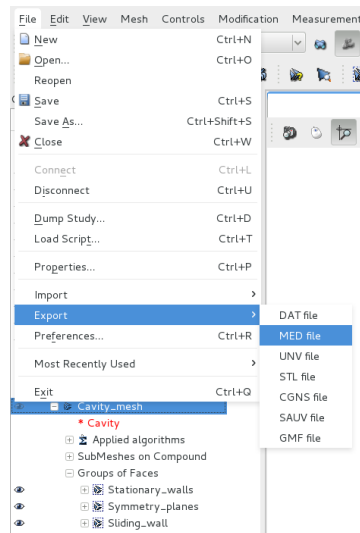 File Edit View Mesh Controls Modification Measurement
New Ctrl+N
Open... Ctrl+O
Reopen
Save Ctrl+S
Save As... Ctrl+Shift+S
Close Ctrl+W
Connect Ctrl+L
Disconnect Ctrl+U
Dump Study... Ctrl+D
Load Script... Ctrl+T
Properties... Ctrl+P
Import
Export
DAT file
MED file
UNV file
STL file
CGNS file
SAUV file
GMF file
Preferences... Ctrl+R
Most Recently Used
Exit Ctrl+Q
Cavity_mesh
* Cavity
Applied algorithms
SubMeshes on Compound
Groups of Faces
Stationary_walls
Symmetry_planes
Sliding_wall